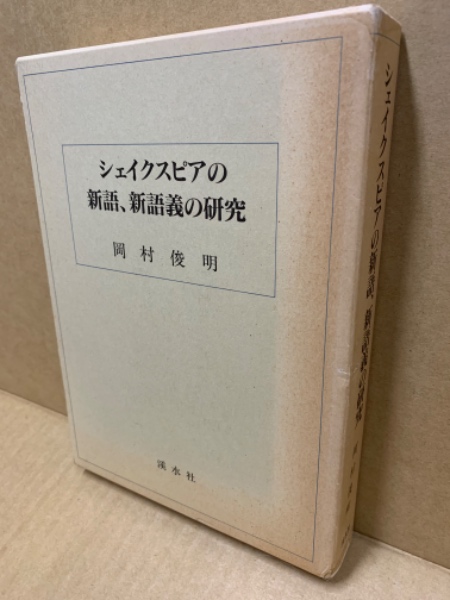 シェイクスピアの
新語、新語義の研究
岡村俊明
溪水社
シェイクスピアの新語、新語義の研究